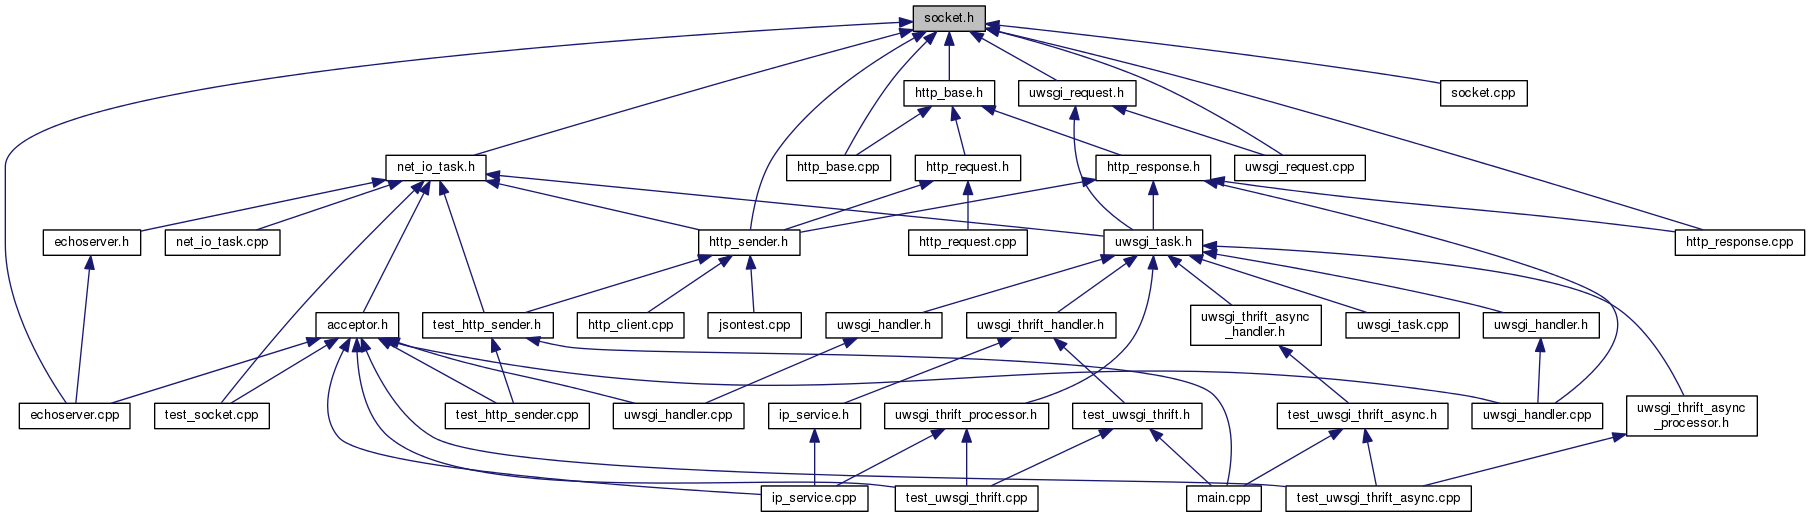 socket.h
http_base.h
uwsgi_request.h
socket.cpp
net_io_task.h
http_base.cpp
http_request.h
http_response.h
uwsgi_request.cpp
echoserver.h
net_io_task.cpp
http_sender.h
http_request.cpp
uwsgi_task.h
http_response.cpp
acceptor.h
test_http_sender.h
http_client.cpp
jsontest.cpp
uwsgi_handler.h
uwsgi_thrift_handler.h
uwsgi_thrift_async
_handler.h
uwsgi_task.cpp
uwsgi_handler.h
echoserver.cpp
test_socket.cpp
test_http_sender.cpp
uwsgi_handler.cpp
ip_service.h
uwsgi_thrift_processor.h
test_uwsgi_thrift.h
test_uwsgi_thrift_async.h
uwsgi_handler.cpp
uwsgi_thrift_async
_processor.h
ip_service.cpp
test_uwsgi_thrift.cpp
main.cpp
test_uwsgi_thrift_async.cpp